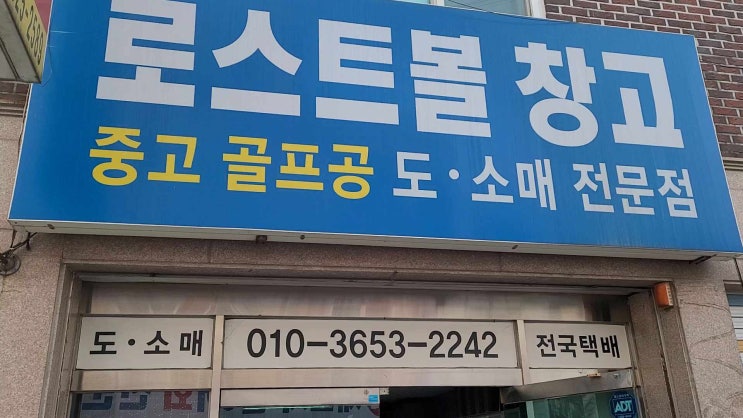 로스트볼 창고
중고 골프공 도·소매 전문점
도·소매 010-3653-2242 전국택배
ADT